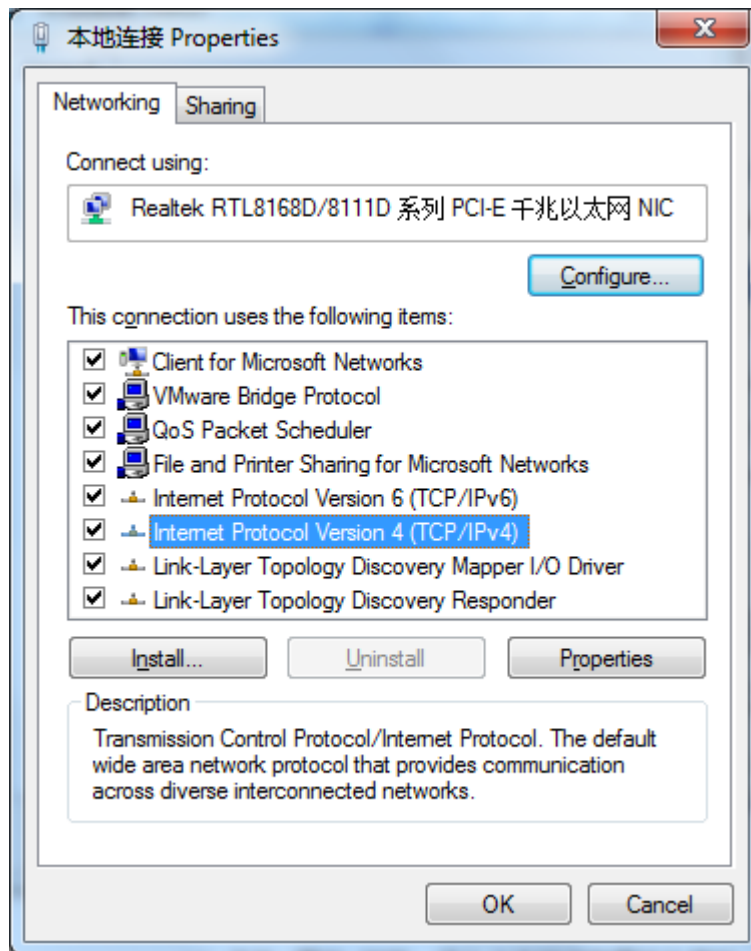 本地连接 Properties
Networking
Sharing
Connect using:
Realtek RTL8168D/8111D 系列 PCI-E 千兆以太网 NIC
Configure...
This connection uses the following items:
Client for Microsoft Networks
VMware Bridge Protocol
QoS Packet Scheduler
File and Printer Sharing for Microsoft Networks
Internet Protocol Version 6 (TCP/IPv6)
Internet Protocol Version 4 (TCP/IPv4)
Link-Layer Topology Discovery Mapper I/O Driver
Link-Layer Topology Discovery Responder
Install...
Uninstall
Properties
Description
Transmission Control Protocol/Internet Protocol. The default
wide area network protocol that provides communication
across diverse interconnected networks.
OK
Cancel